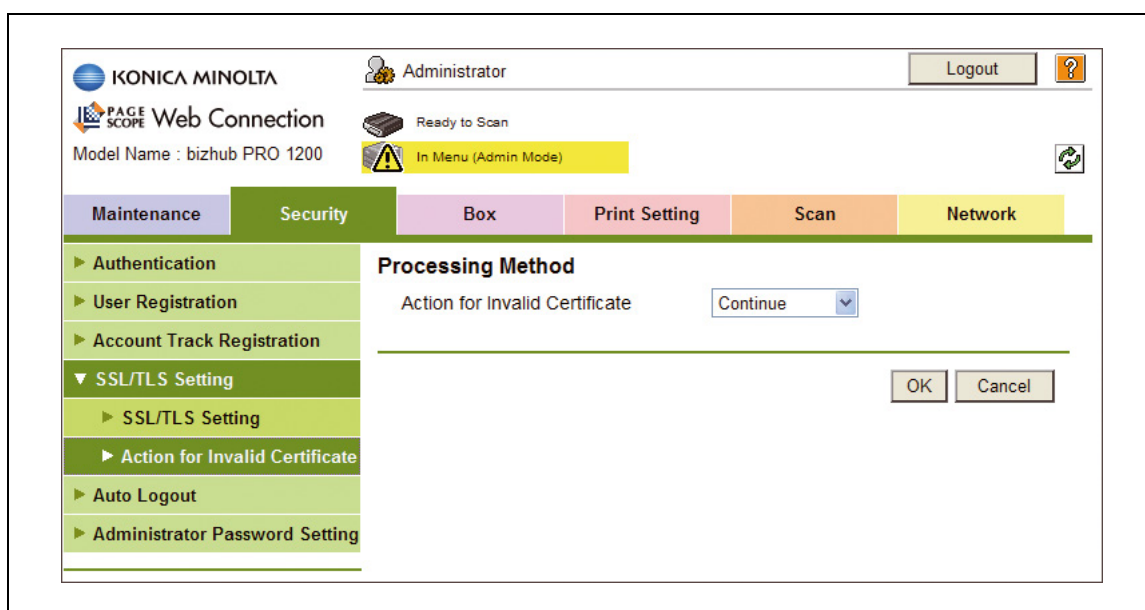 KONICA MINOLTA
Administrator
Logout
?
PAGE SCOPE Web Connection
Ready to Scan
Model Name : bizhub PRO 1200
In Menu (Admin Mode)
Maintenance Security Box Print Setting Scan Network
Authentication
User Registration
Account Track Registration
SSL/TLS Setting
SSL/TLS Setting
Action for Invalid Certificate
Auto Logout
Administrator Password Setting
Processing Method
Action for Invalid Certificate Continue
OK Cancel